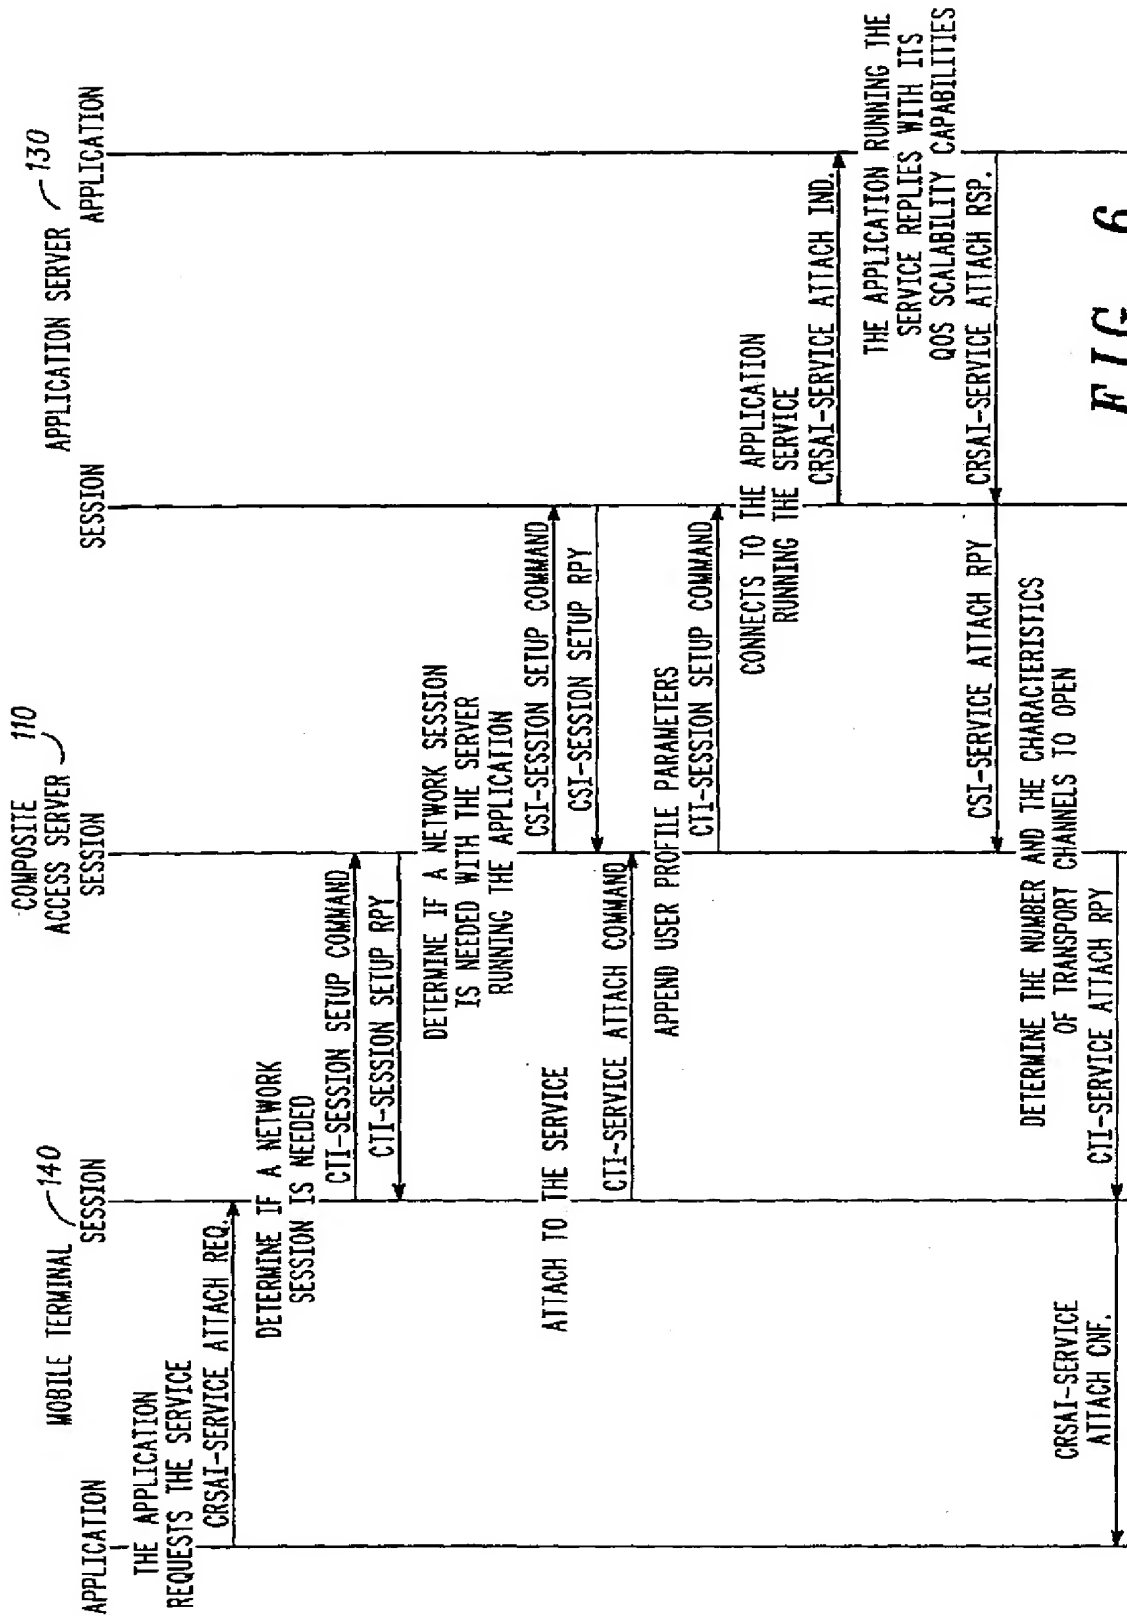 MOBILE TERMINAL 140
COMPOSITE
ACCESS SERVER 110
APPLICATION SERVER 130
APPLICATION
SESSION
SESSION
SESSION
APPLICATION
THE APPLICATION
REQUESTS THE SERVICE
CRSAI-SERVICE ATTACH REQ.
DETERMINE IF A NETWORK
SESSION IS NEEDED
CTI-SESSION SETUP COMMAND
CTI-SESSION SETUP RPY
DETERMINE IF A NETWORK SESSION
IS NEEDED WITH THE SERVER
RUNNING THE APPLICATION
CSI-SESSION SETUP COMMAND
CSI-SESSION SETUP RPY
ATTACH TO THE SERVICE
CTI-SERVICE ATTACH COMMAND
APPEND USER PROFILE PARAMETERS
CTI-SESSION SETUP COMMAND
CONNECTS TO THE APPLICATION
RUNNING THE SERVICE
CRSAI-SERVICE ATTACH IND.
THE APPLICATION RUNNING THE
SERVICE REPLIES WITH ITS
QOS SCALABILITY CAPABILITIES
CRSAI-SERVICE ATTACH RSP.
CSI-SERVICE ATTACH RPY
DETERMINE THE NUMBER AND THE CHARACTERISTICS
OF TRANSPORT CHANNELS TO OPEN
CTI-SERVICE ATTACH RPY
CRSAI-SERVICE
ATTACH CNF.
FIG. 6